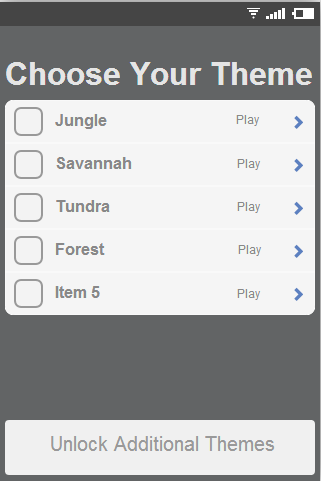 Choose Your Theme
Jungle Play
Savannah Play
Tundra Play
Forest Play
Item 5 Play
Unlock Additional Themes